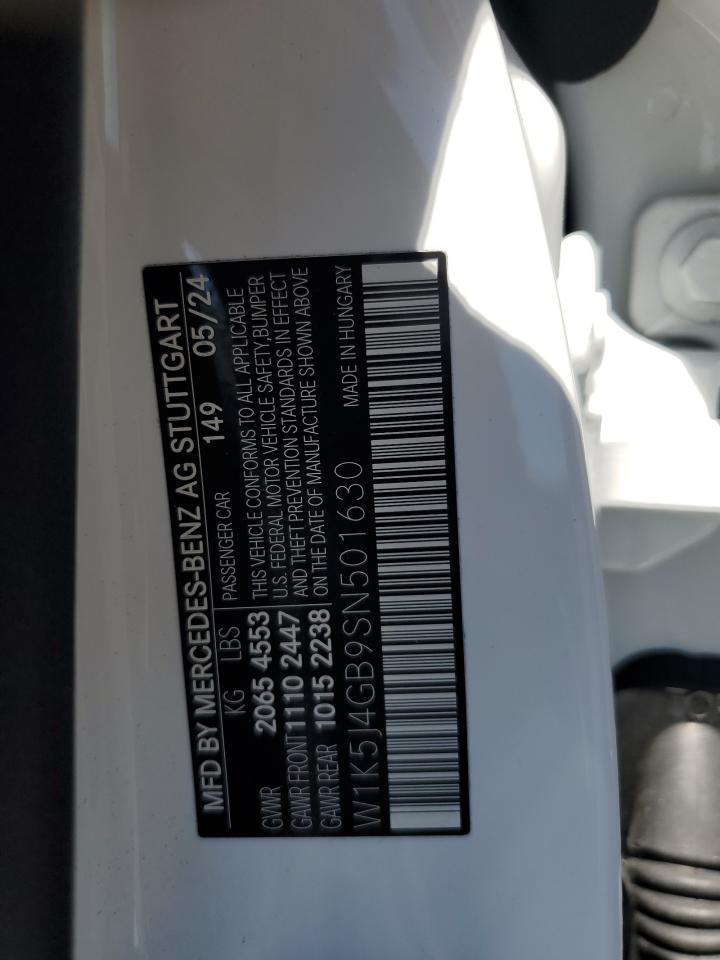 MFD BY MERCEDES-BENZ AG STUTTGART
KG LBS PASSENGER CAR 149 05/24
GVWR 2065 4553 THIS VEHICLE CONFORMS TO ALL APPLICABLE
GAWR FRONT 1110 2447 U.S. FEDERAL MOTOR VEHICLE SAFETY,BUMPER
GAWR REAR 1015 2238 AND THEFT PREVENTION STANDARDS IN EFFECT
ON THE DATE OF MANUFACTURE SHOWN ABOVE
W1K5J4GB9SN501630 MADE IN HUNGARY